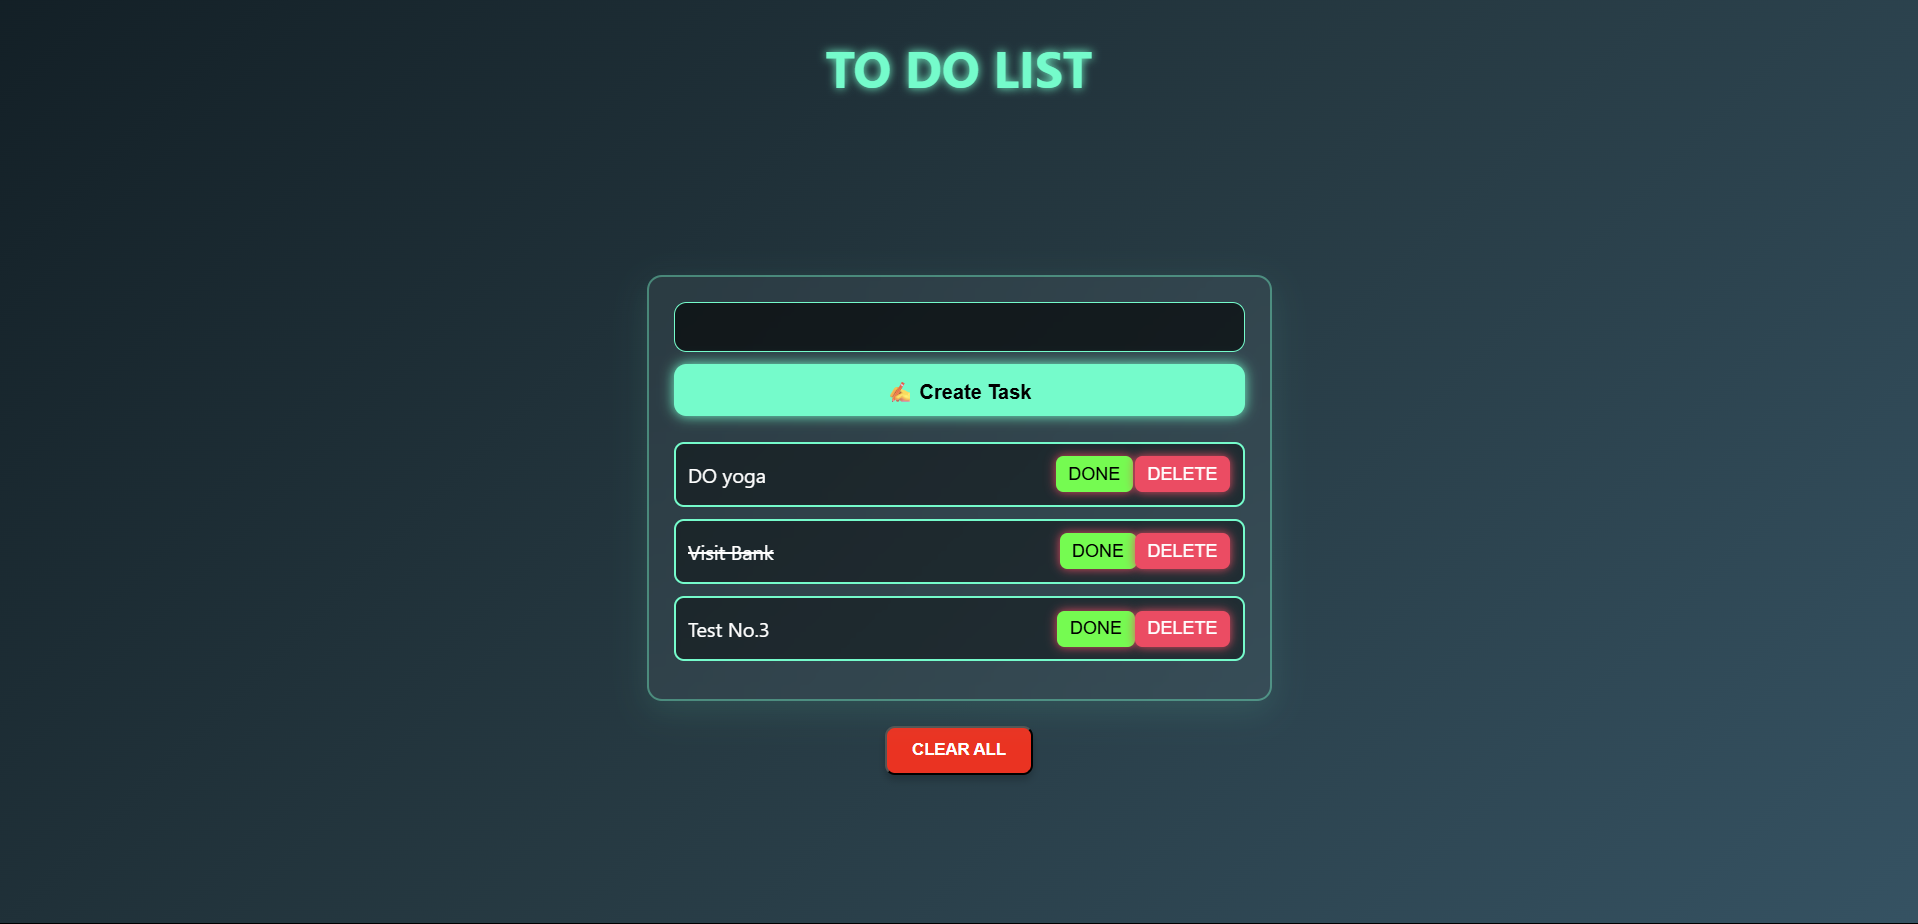 TO DO LIST
✍️ Create Task
DO yoga DONE DELETE
Visit Bank DONE DELETE
Test No.3 DONE DELETE
CLEAR ALL